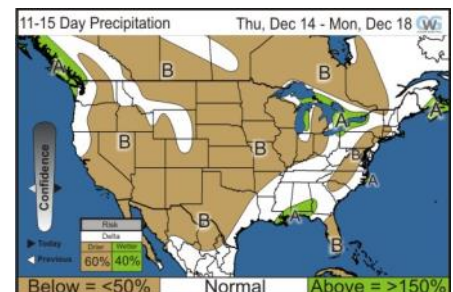 11-15 Day Precipitation Thu, Dec 14 - Mon, Dec 18
A B B
A A
B B B
A
B A
B
Confidence
Today
Previous
Risk
Delta
Drier Wetter
60% 40%
Below = <50% Normal Above = >150%